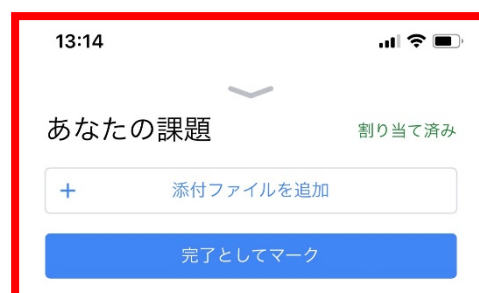 13:14
あなたの課題
割り当て済み
+ 添付ファイルを追加
完了としてマーク